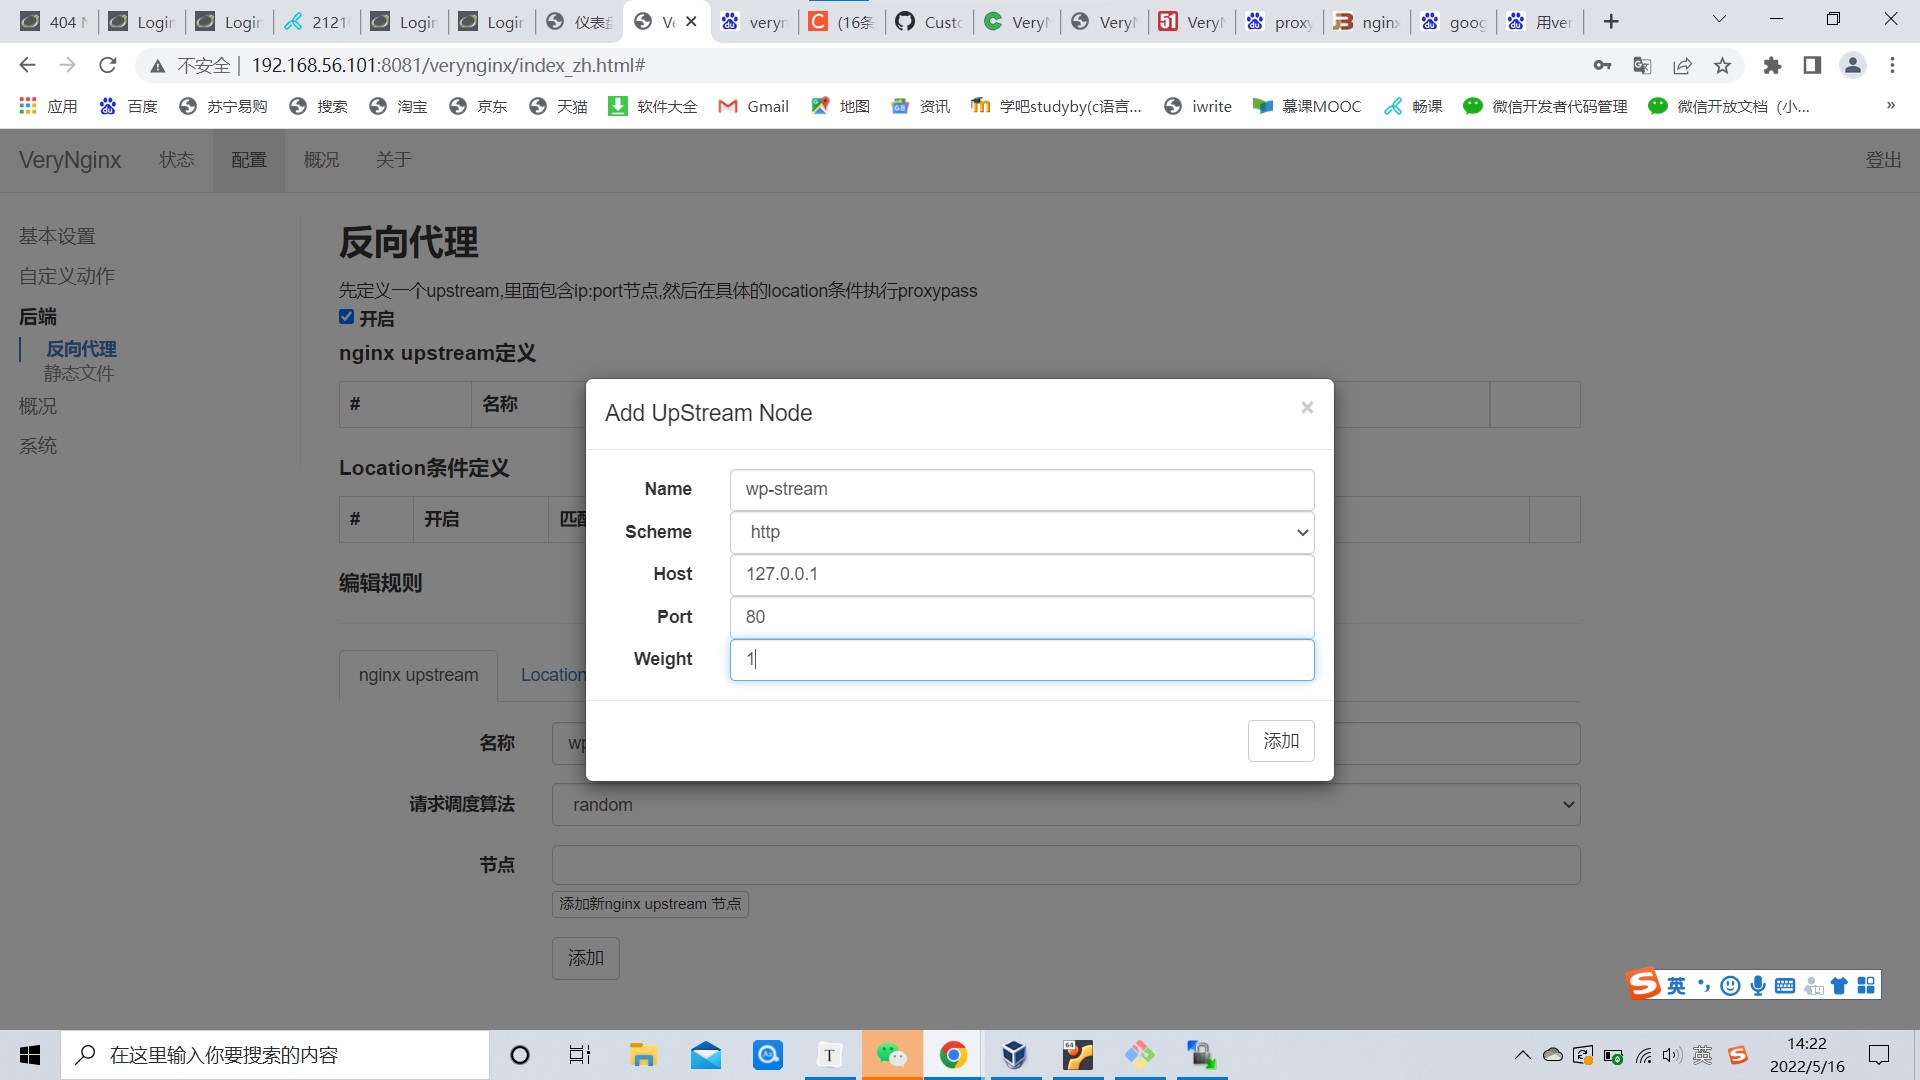 404 N
Login
Login
2121
Login
Login
仪表盘
Ve
veryn
(16条
Custo
VeryN
VeryN
VeryN
proxy
nginx
goog
用ver
不安全 | 192.168.56.101:8081/verynginx/index_zh.html#
应用 百度 苏宁易购 搜索 淘宝 京东 天猫 软件大全 Gmail 地图 资讯 学吧studyby(c语言... iwrite 慕课MOOC 畅课 微信开发者代码管理 微信开放文档（小... »
VeryNginx 状态 配置 概况 关于 登出
基本设置
自定义动作
后端
反向代理
静态文件
概况
系统
反向代理
先定义一个upstream,里面包含ip:port节点,然后在具体的location条件执行proxypass
开启
nginx upstream定义
# 名称
Location条件定义
# 开启 匹配
编辑规则
nginx upstream Location
名称 wp
请求调度算法 random
节点
添加新nginx upstream 节点
添加
Add UpStream Node ×
Name wp-stream
Scheme http
Host 127.0.0.1
Port 80
Weight 1
添加
英
在这里输入你要搜索的内容
T
64
英
14:22
2022/5/16